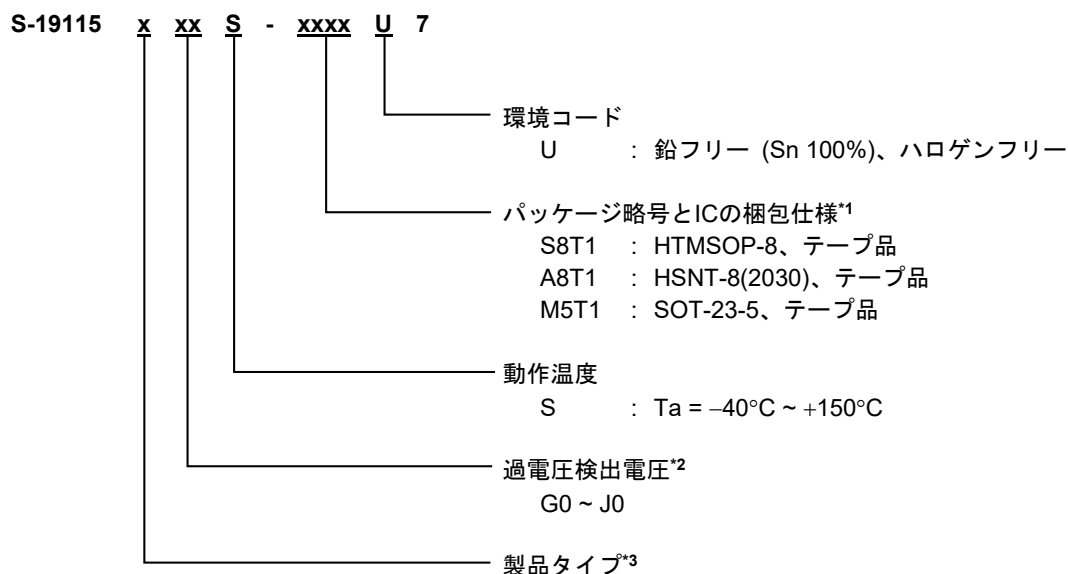 S-19115 x xx S - xxxx U 7
環境コード
U : 鉛フリー (Sn 100%)、ハロゲンフリー
パッケージ略号とICの梱包仕様*1
S8T1 : HTMSOP-8、テープ品
A8T1 : HSNT-8(2030)、テープ品
M5T1 : SOT-23-5、テープ品
動作温度
S : Ta = −40°C ~ +150°C
過電圧検出電圧*2
G0 ~ J0
製品タイプ*3